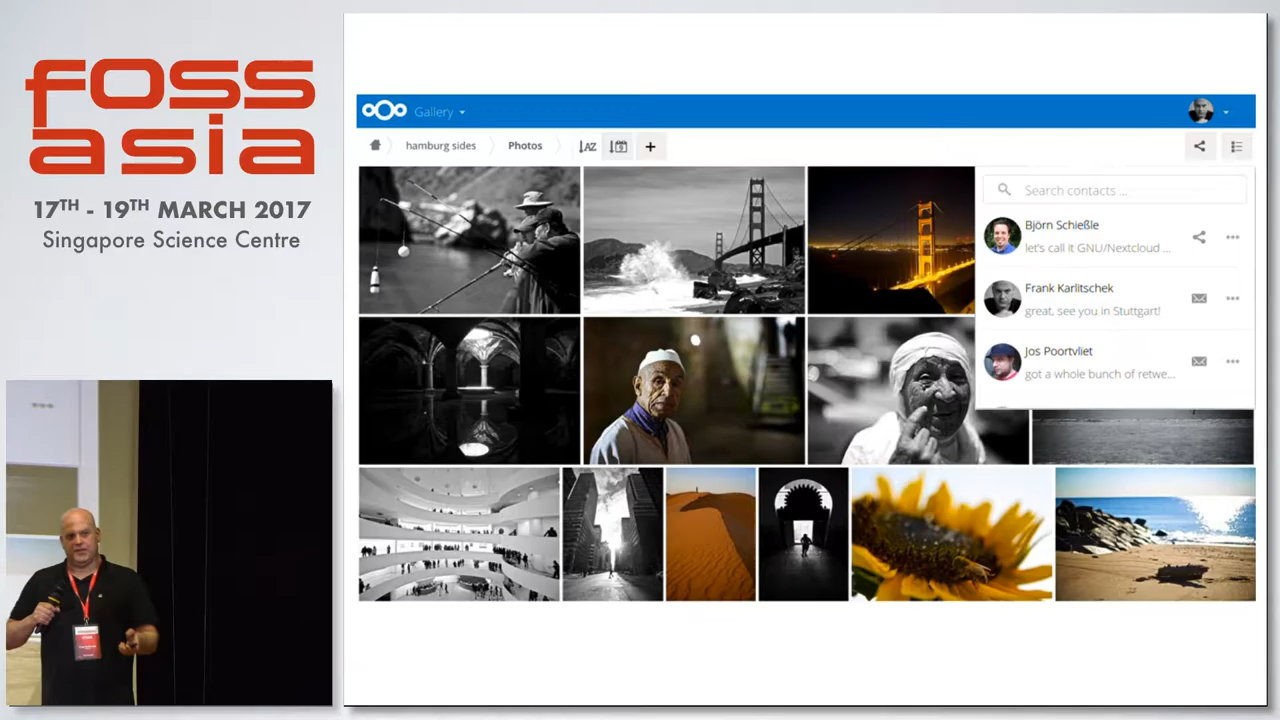 foss
asia
17TH - 19TH MARCH 2017
Singapore Science Centre
Gallery
hamburg sides
Photos
AZ
Search contacts ...
Björn Schießle
let's call it GNU/Nextcloud ...
Frank Karlitschek
great, see you in Stuttgart!
Jos Poortvliet
got a whole bunch of retwe...